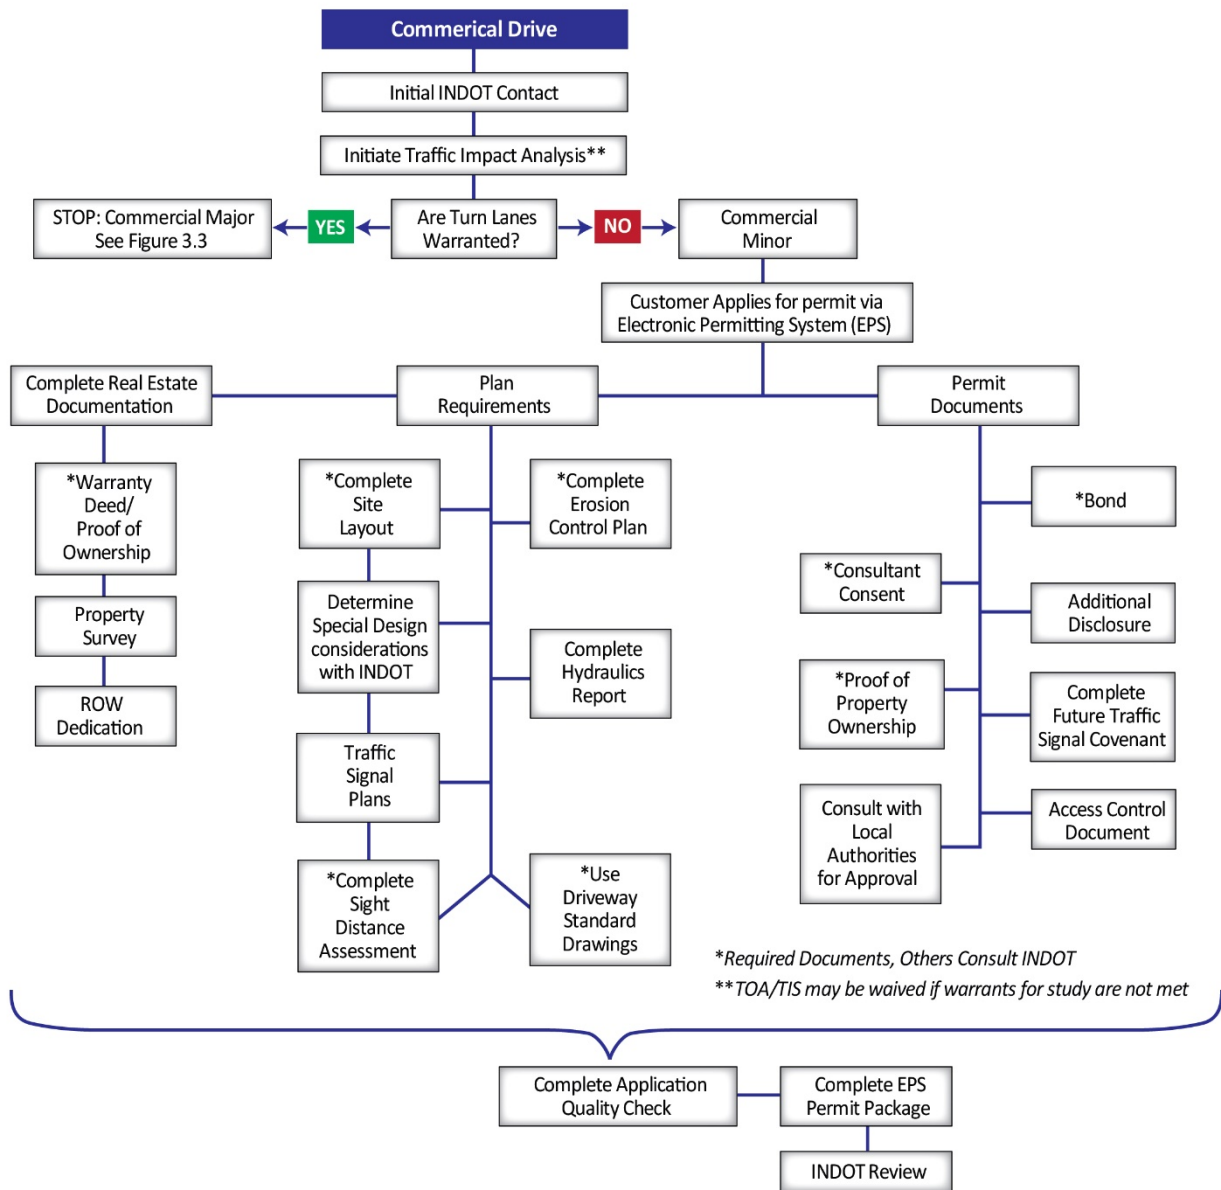 Commerical Drive
Initial INDOT Contact
Initiate Traffic Impact Analysis**
STOP: Commercial Major
See Figure 3.3
YES
Are Turn Lanes
Warranted?
NO
Commercial
Minor
Customer Applies for permit via
Electronic Permitting System (EPS)
Complete Real Estate
Documentation
Plan
Requirements
Permit
Documents
*Warranty
Deed/
Proof of
Ownership
Property
Survey
ROW
Dedication
*Complete
Site
Layout
Determine
Special Design
considerations
with INDOT
Traffic
Signal
Plans
*Complete
Sight
Distance
Assessment
*Complete
Erosion
Control Plan
Complete
Hydraulics
Report
*Use
Driveway
Standard
Drawings
*Bond
*Consultant
Consent
Additional
Disclosure
*Proof of
Property
Ownership
Complete
Future Traffic
Signal Covenant
Consult with
Local
Authorities
for Approval
Access Control
Document
*Required Documents, Others Consult INDOT
**TOA/TIS may be waived if warrants for study are not met
Complete Application
Quality Check
Complete EPS
Permit Package
INDOT Review